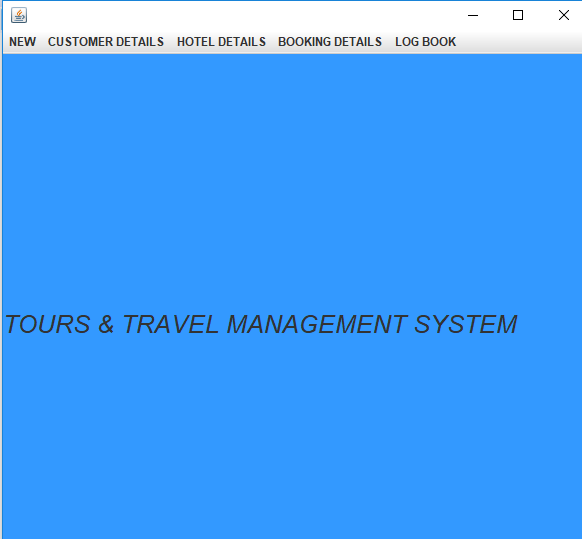 NEW CUSTOMER DETAILS HOTEL DETAILS BOOKING DETAILS LOG BOOK
TOURS & TRAVEL MANAGEMENT SYSTEM